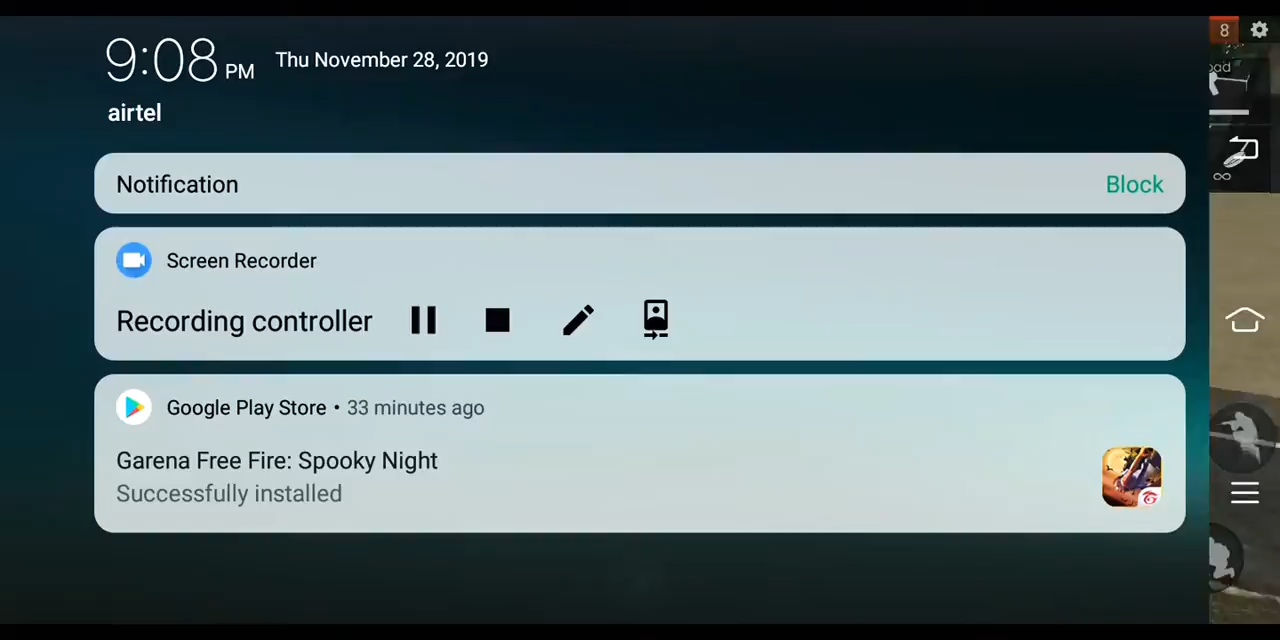 9:08 PM Thu November 28, 2019
airtel
Notification Block
Screen Recorder
Recording controller
Google Play Store • 33 minutes ago
Garena Free Fire: Spooky Night
Successfully installed
8
oad
∞